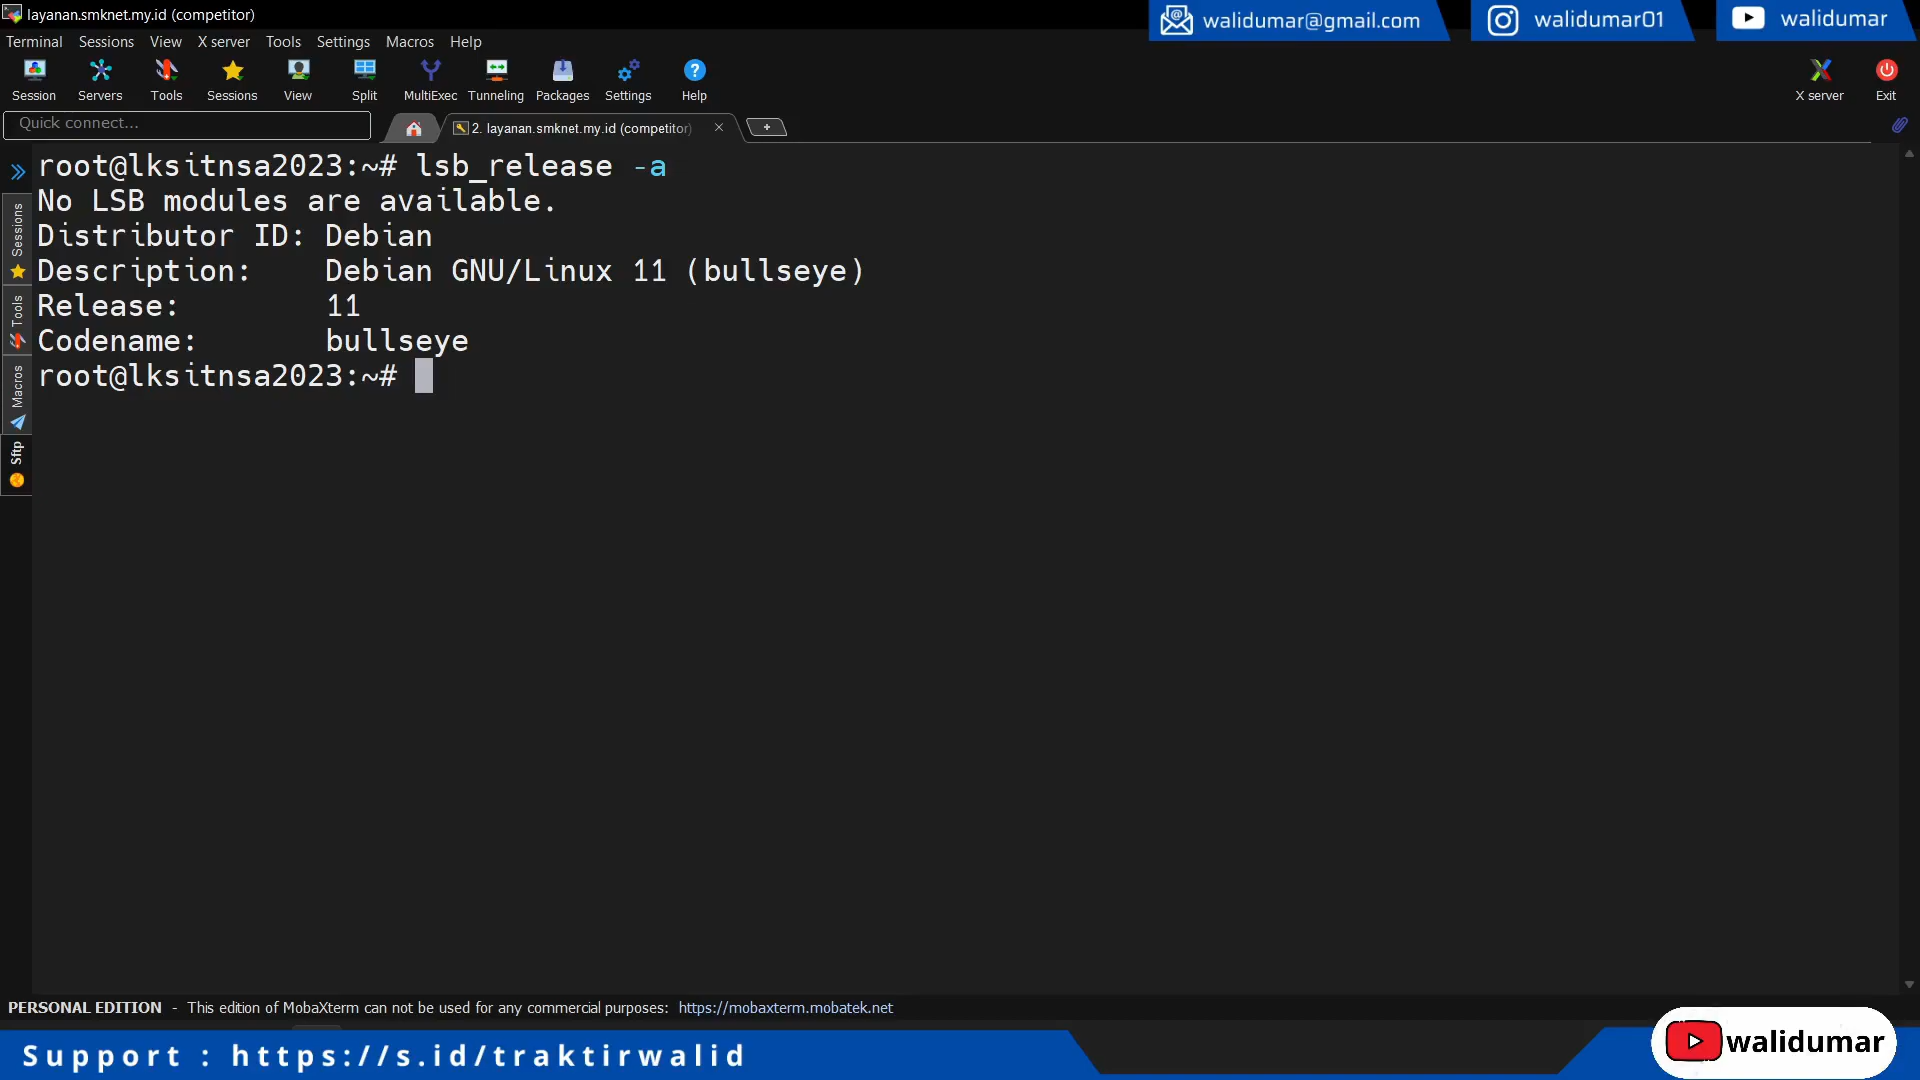 layanan.smknet.my.id (competitor)
walidumar@gmail.com
walidumar01
walidumar
Terminal Sessions View X server Tools Settings Macros Help
Session Servers Tools Sessions View Split MultiExec Tunneling Packages Settings Help
X server Exit
Quick connect...
2. layanan.smknet.my.id (competitor)
root@lksitnsa2023:~# lsb_release -a
No LSB modules are available.
Distributor ID: Debian
Description: Debian GNU/Linux 11 (bullseye)
Release: 11
Codename: bullseye
root@lksitnsa2023:~#
Sessions
Tools
Macros
Sftp
PERSONAL EDITION - This edition of MobaXterm can not be used for any commercial purposes: https://mobaxterm.mobatek.net
Support : https://s.id/traktirwalid
walidumar